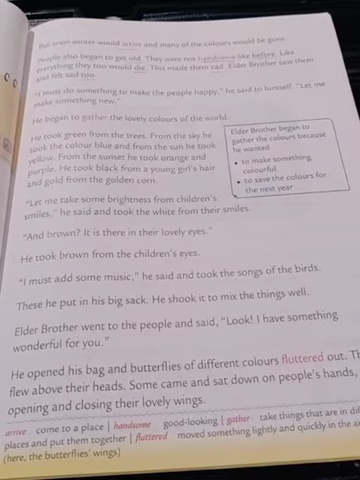 But soon winter would arrive and many of the colours would be gone.
People also began to get old. They were not handsome like before. Like
everything they too would die. This made them sad. Elder Brother saw them
and felt sad too.
"I must do something to make the people happy," he said to himself. "Let me
make something new."
He began to gather the lovely colours of the world.
He took green from the trees. From the sky he
took the colour blue and from the sun he took
yellow. From the sunset he took orange and
purple. He took black from a young girl's hair
and gold from the golden corn.
Elder Brother began to
gather the colours because
he wanted
• to make something
colourful
• to save the colours for
the next year
"Let me take some brightness from children's
smiles," he said and took the white from their smiles.
"And brown? It is there in their lovely eyes."
He took brown from the children's eyes.
"I must add some music," he said and took the songs of the birds.
These he put in his big sack. He shook it to mix the things well.
Elder Brother went to the people and said, "Look! I have something
wonderful for you."
He opened his bag and butterflies of different colours fluttered out.
flew above their heads. Some came and sat down on people's hands,
opening and closing their lovely wings.
arrive come to a place | handsome good-looking | gather take things that are in
places and put them together | fluttered moved something lightly and quickly in the
(here, the butterflies' wings)